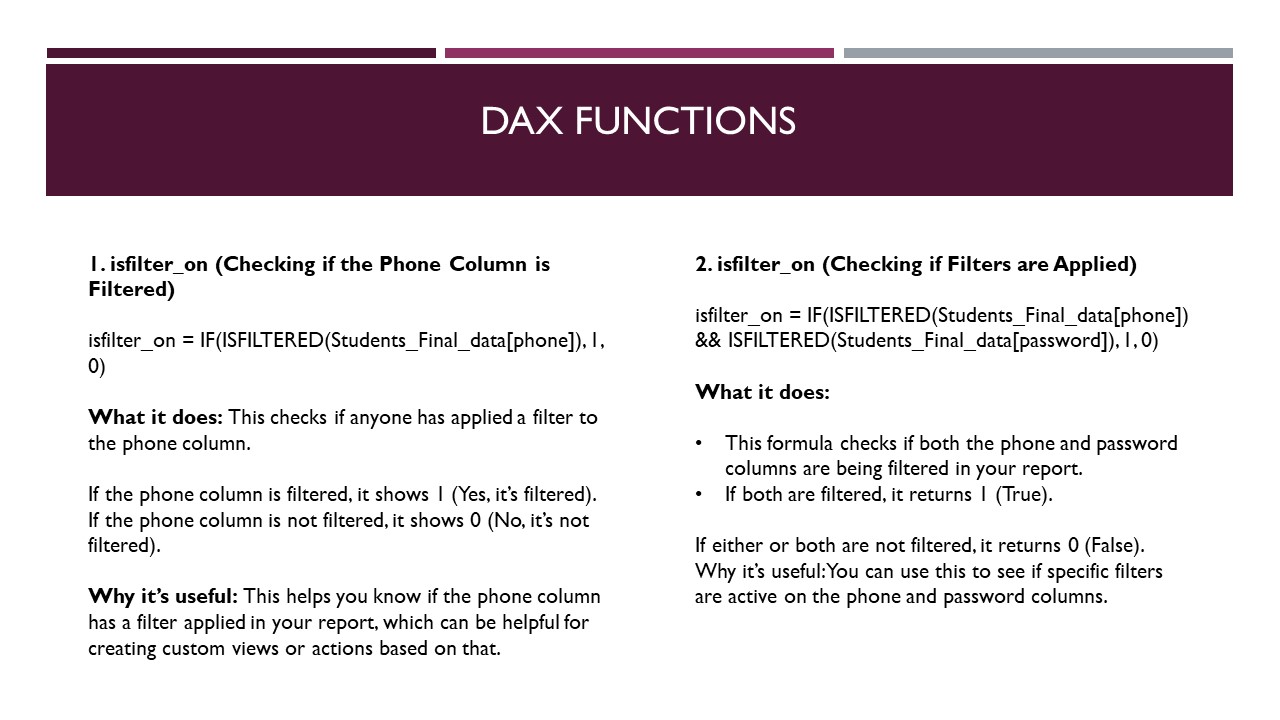 DAX FUNCTIONS
1. isfilter_on (Checking if the Phone Column is
Filtered)
isfilter_on = IF(ISFILTERED(Students_Final_data[phone]), 1,
0)
What it does: This checks if anyone has applied a filter to
the phone column.
If the phone column is filtered, it shows 1 (Yes, it’s filtered).
If the phone column is not filtered, it shows 0 (No, it’s not
filtered).
Why it’s useful: This helps you know if the phone column
has a filter applied in your report, which can be helpful for
creating custom views or actions based on that.
2. isfilter_on (Checking if Filters are Applied)
isfilter_on = IF(ISFILTERED(Students_Final_data[phone])
&& ISFILTERED(Students_Final_data[password]), 1, 0)
What it does:
• This formula checks if both the phone and password
columns are being filtered in your report.
• If both are filtered, it returns 1 (True).
If either or both are not filtered, it returns 0 (False).
Why it’s useful:You can use this to see if specific filters
are active on the phone and password columns.